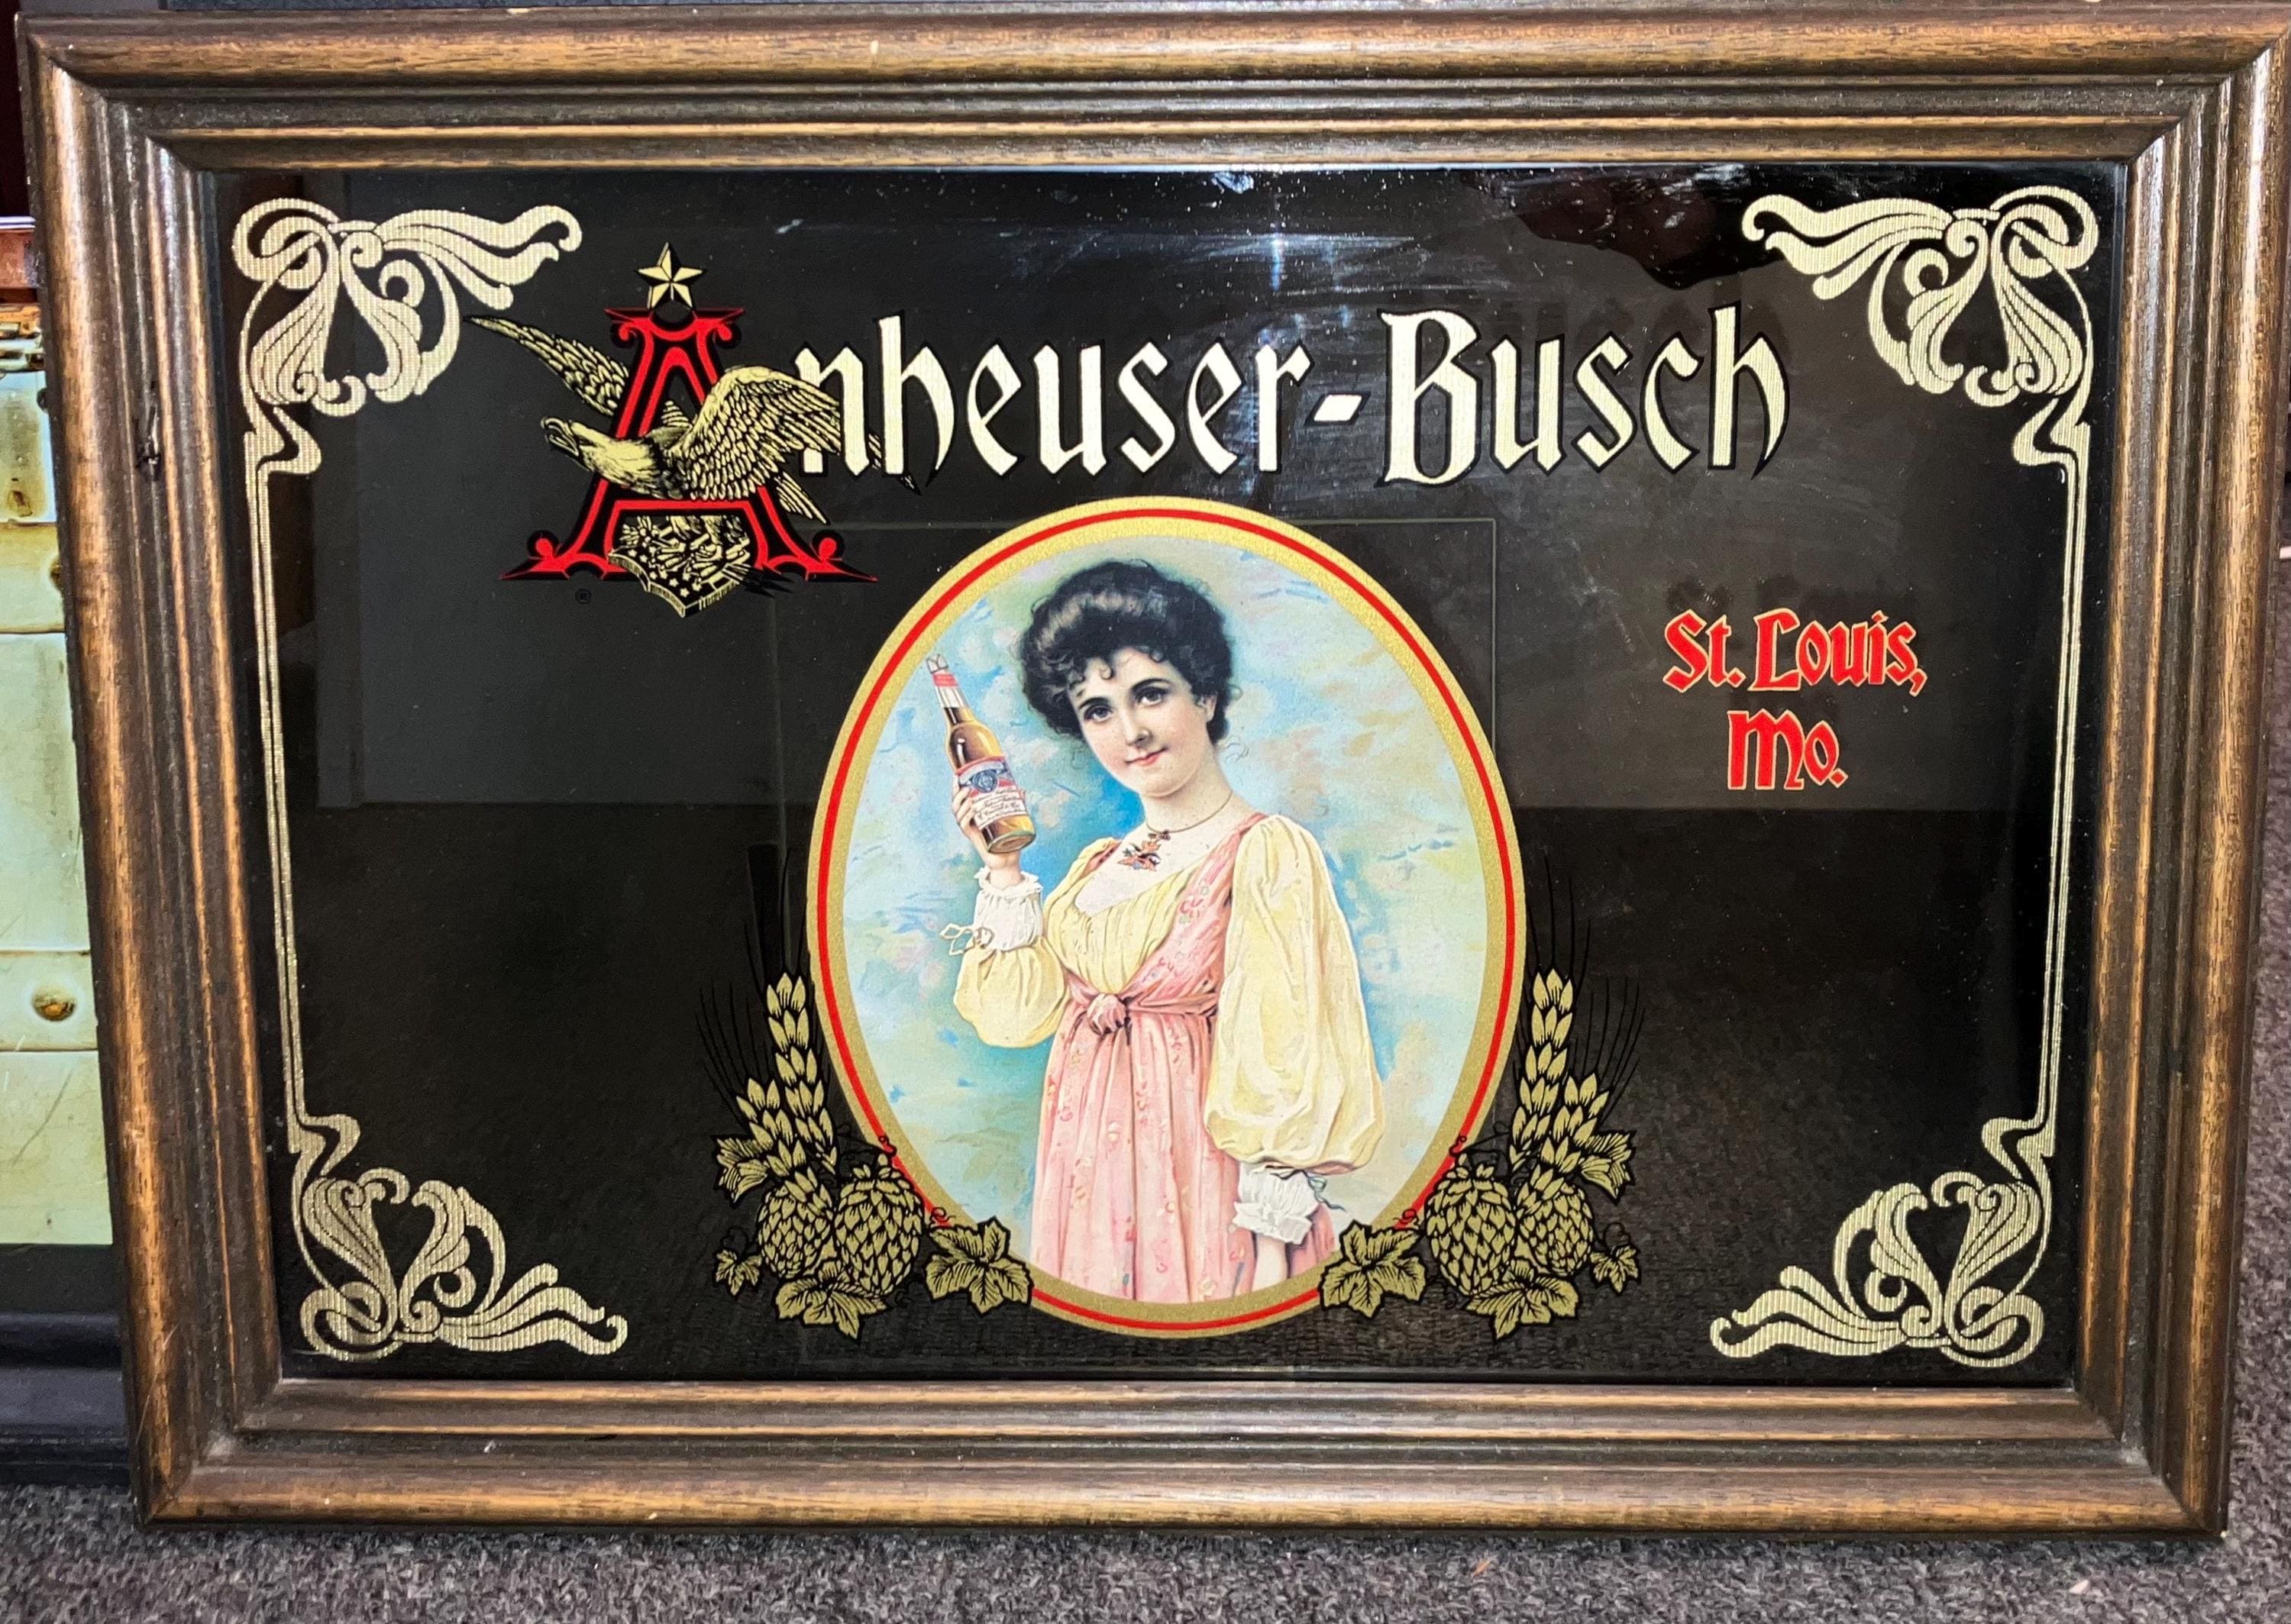 Anheuser-Busch
®
St. Louis,
Mo.